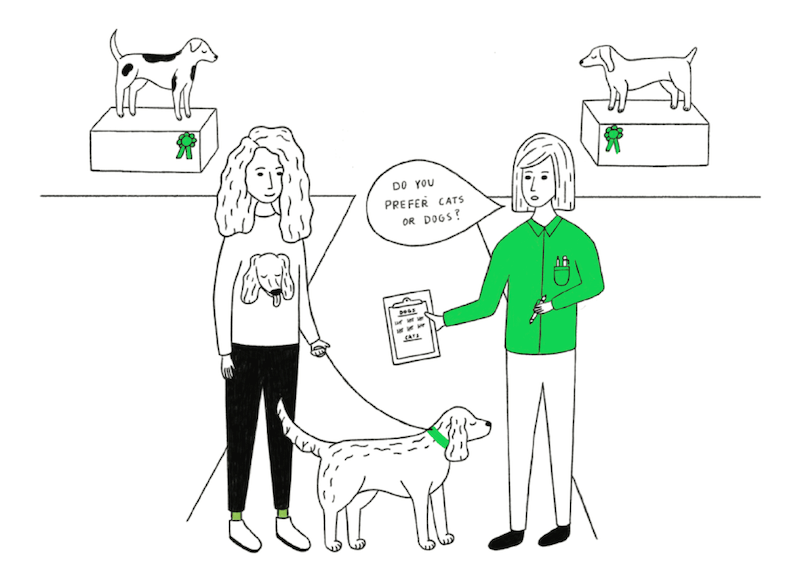 DO YOU
PREFER CATS
OR DOGS?
DOGS
CATS